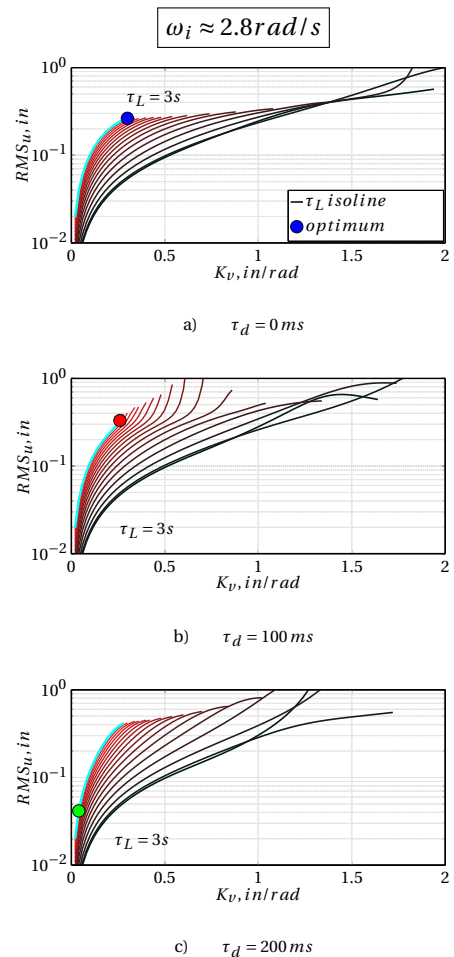 ω_i ≈ 2.8rad/s
10^0
τ_L = 3s
RMS_u, in
10^-1
τ_L isoline
optimum
10^-2
0 0.5 1 1.5 2
K_v, in/rad
a) τ_d = 0 ms
10^0
RMS_u, in
10^-1
τ_L = 3s
10^-2
0 0.5 1 1.5 2
K_v, in/rad
b) τ_d = 100 ms
10^0
RMS_u, in
10^-1
τ_L = 3s
10^-2
0 0.5 1 1.5 2
K_v, in/rad
c) τ_d = 200 ms